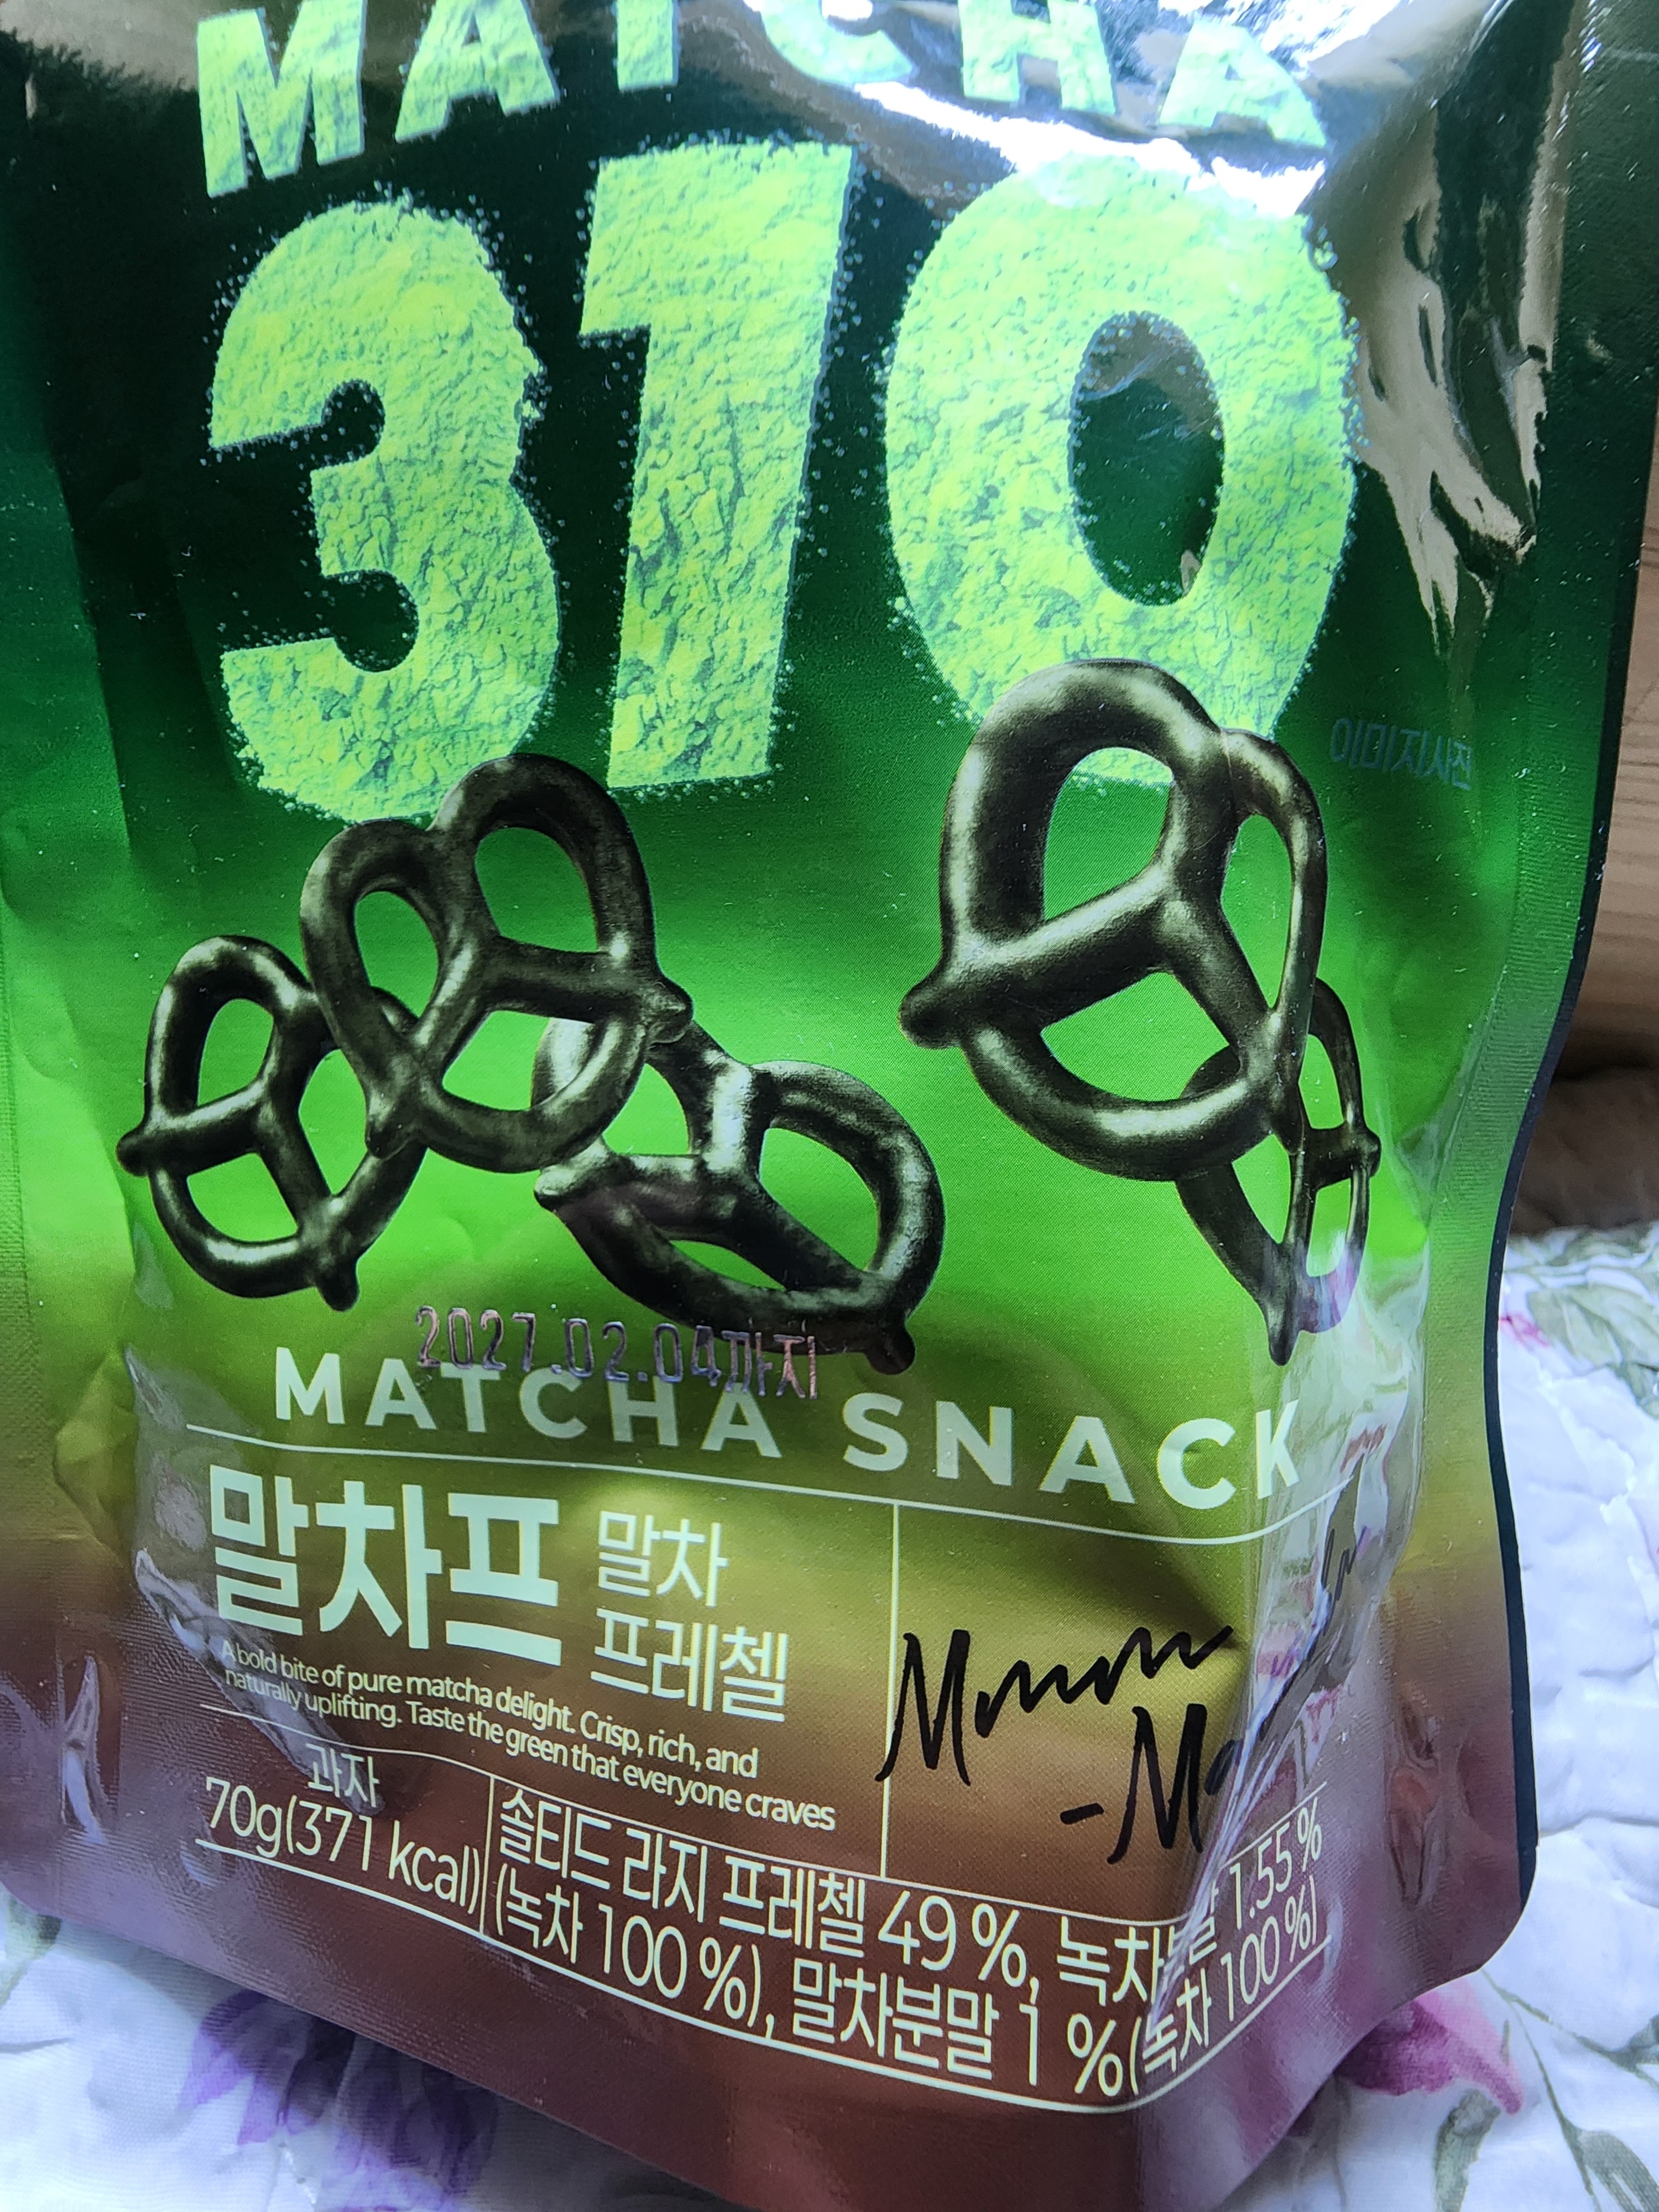 MATCHA
310
이미지사진
2027.02.04까지
MATCHA SNACK
말차프 말차
프레첼
A bold bite of pure matcha delight. Crisp, rich, and
naturally uplifting. Taste the green that everyone craves
Mmm
과자
70g(371 kcal)
솔티드 라지 프레첼 49 %, 녹차분말 1.55 %
(녹차 100 %), 말차분말 1 % (녹차 100 %)